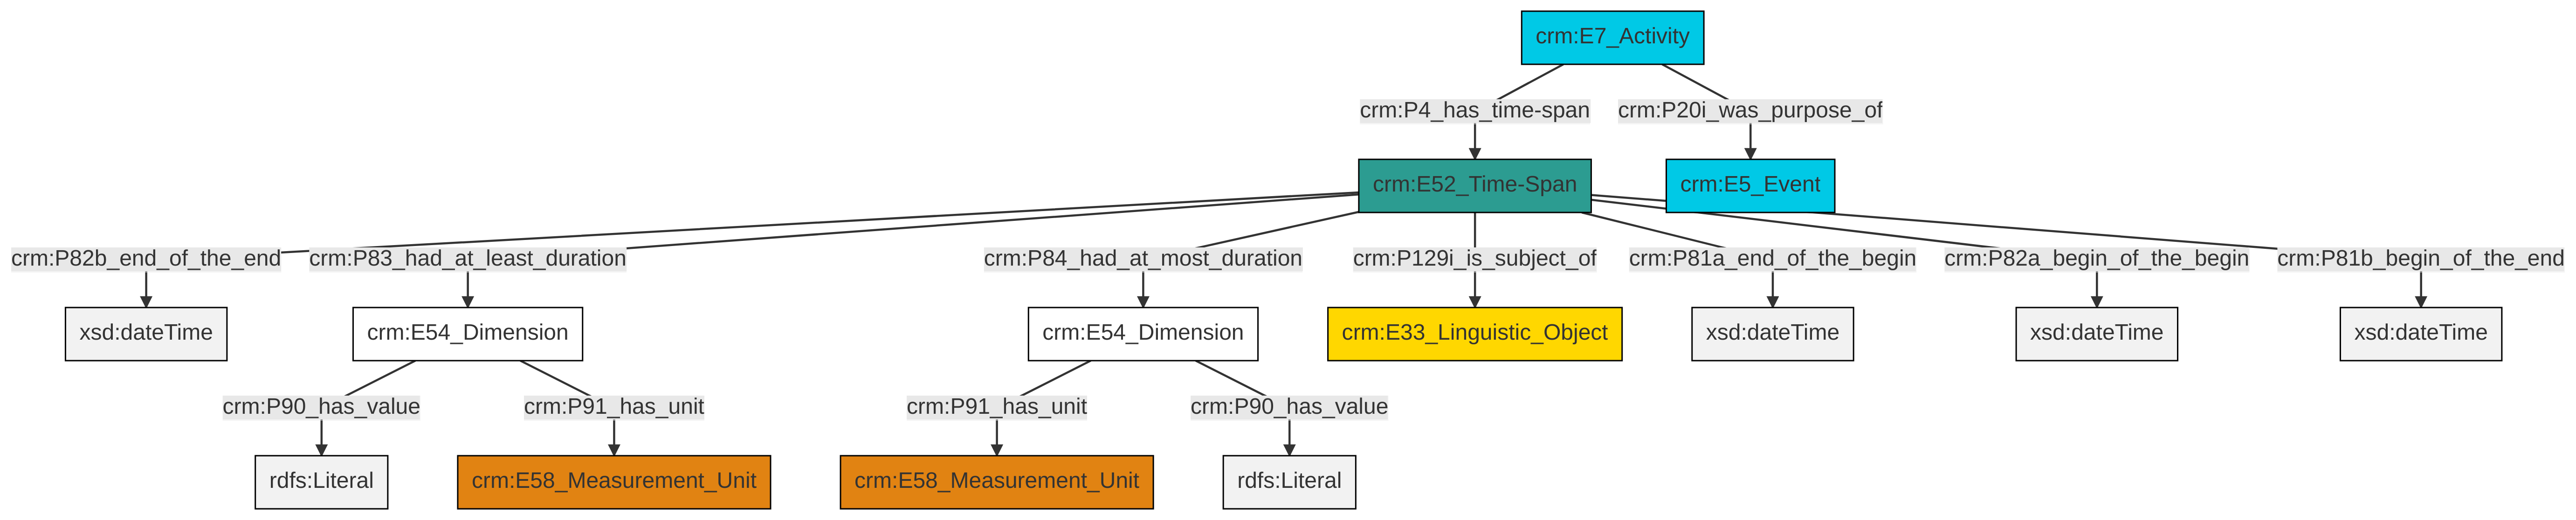 crm:E7_Activity
crm:P4_has_time-span
crm:P20i_was_purpose_of
crm:E52_Time-Span
crm:E5_Event
crm:P82b_end_of_the_end
crm:P83_had_at_least_duration
crm:P84_had_at_most_duration
crm:P129i_is_subject_of
crm:P81a_end_of_the_begin
crm:P82a_begin_of_the_begin
crm:P81b_begin_of_the_end
xsd:dateTime
crm:E54_Dimension
crm:E54_Dimension
crm:E33_Linguistic_Object
xsd:dateTime
xsd:dateTime
xsd:dateTime
crm:P90_has_value
crm:P91_has_unit
crm:P91_has_unit
crm:P90_has_value
rdfs:Literal
crm:E58_Measurement_Unit
crm:E58_Measurement_Unit
rdfs:Literal